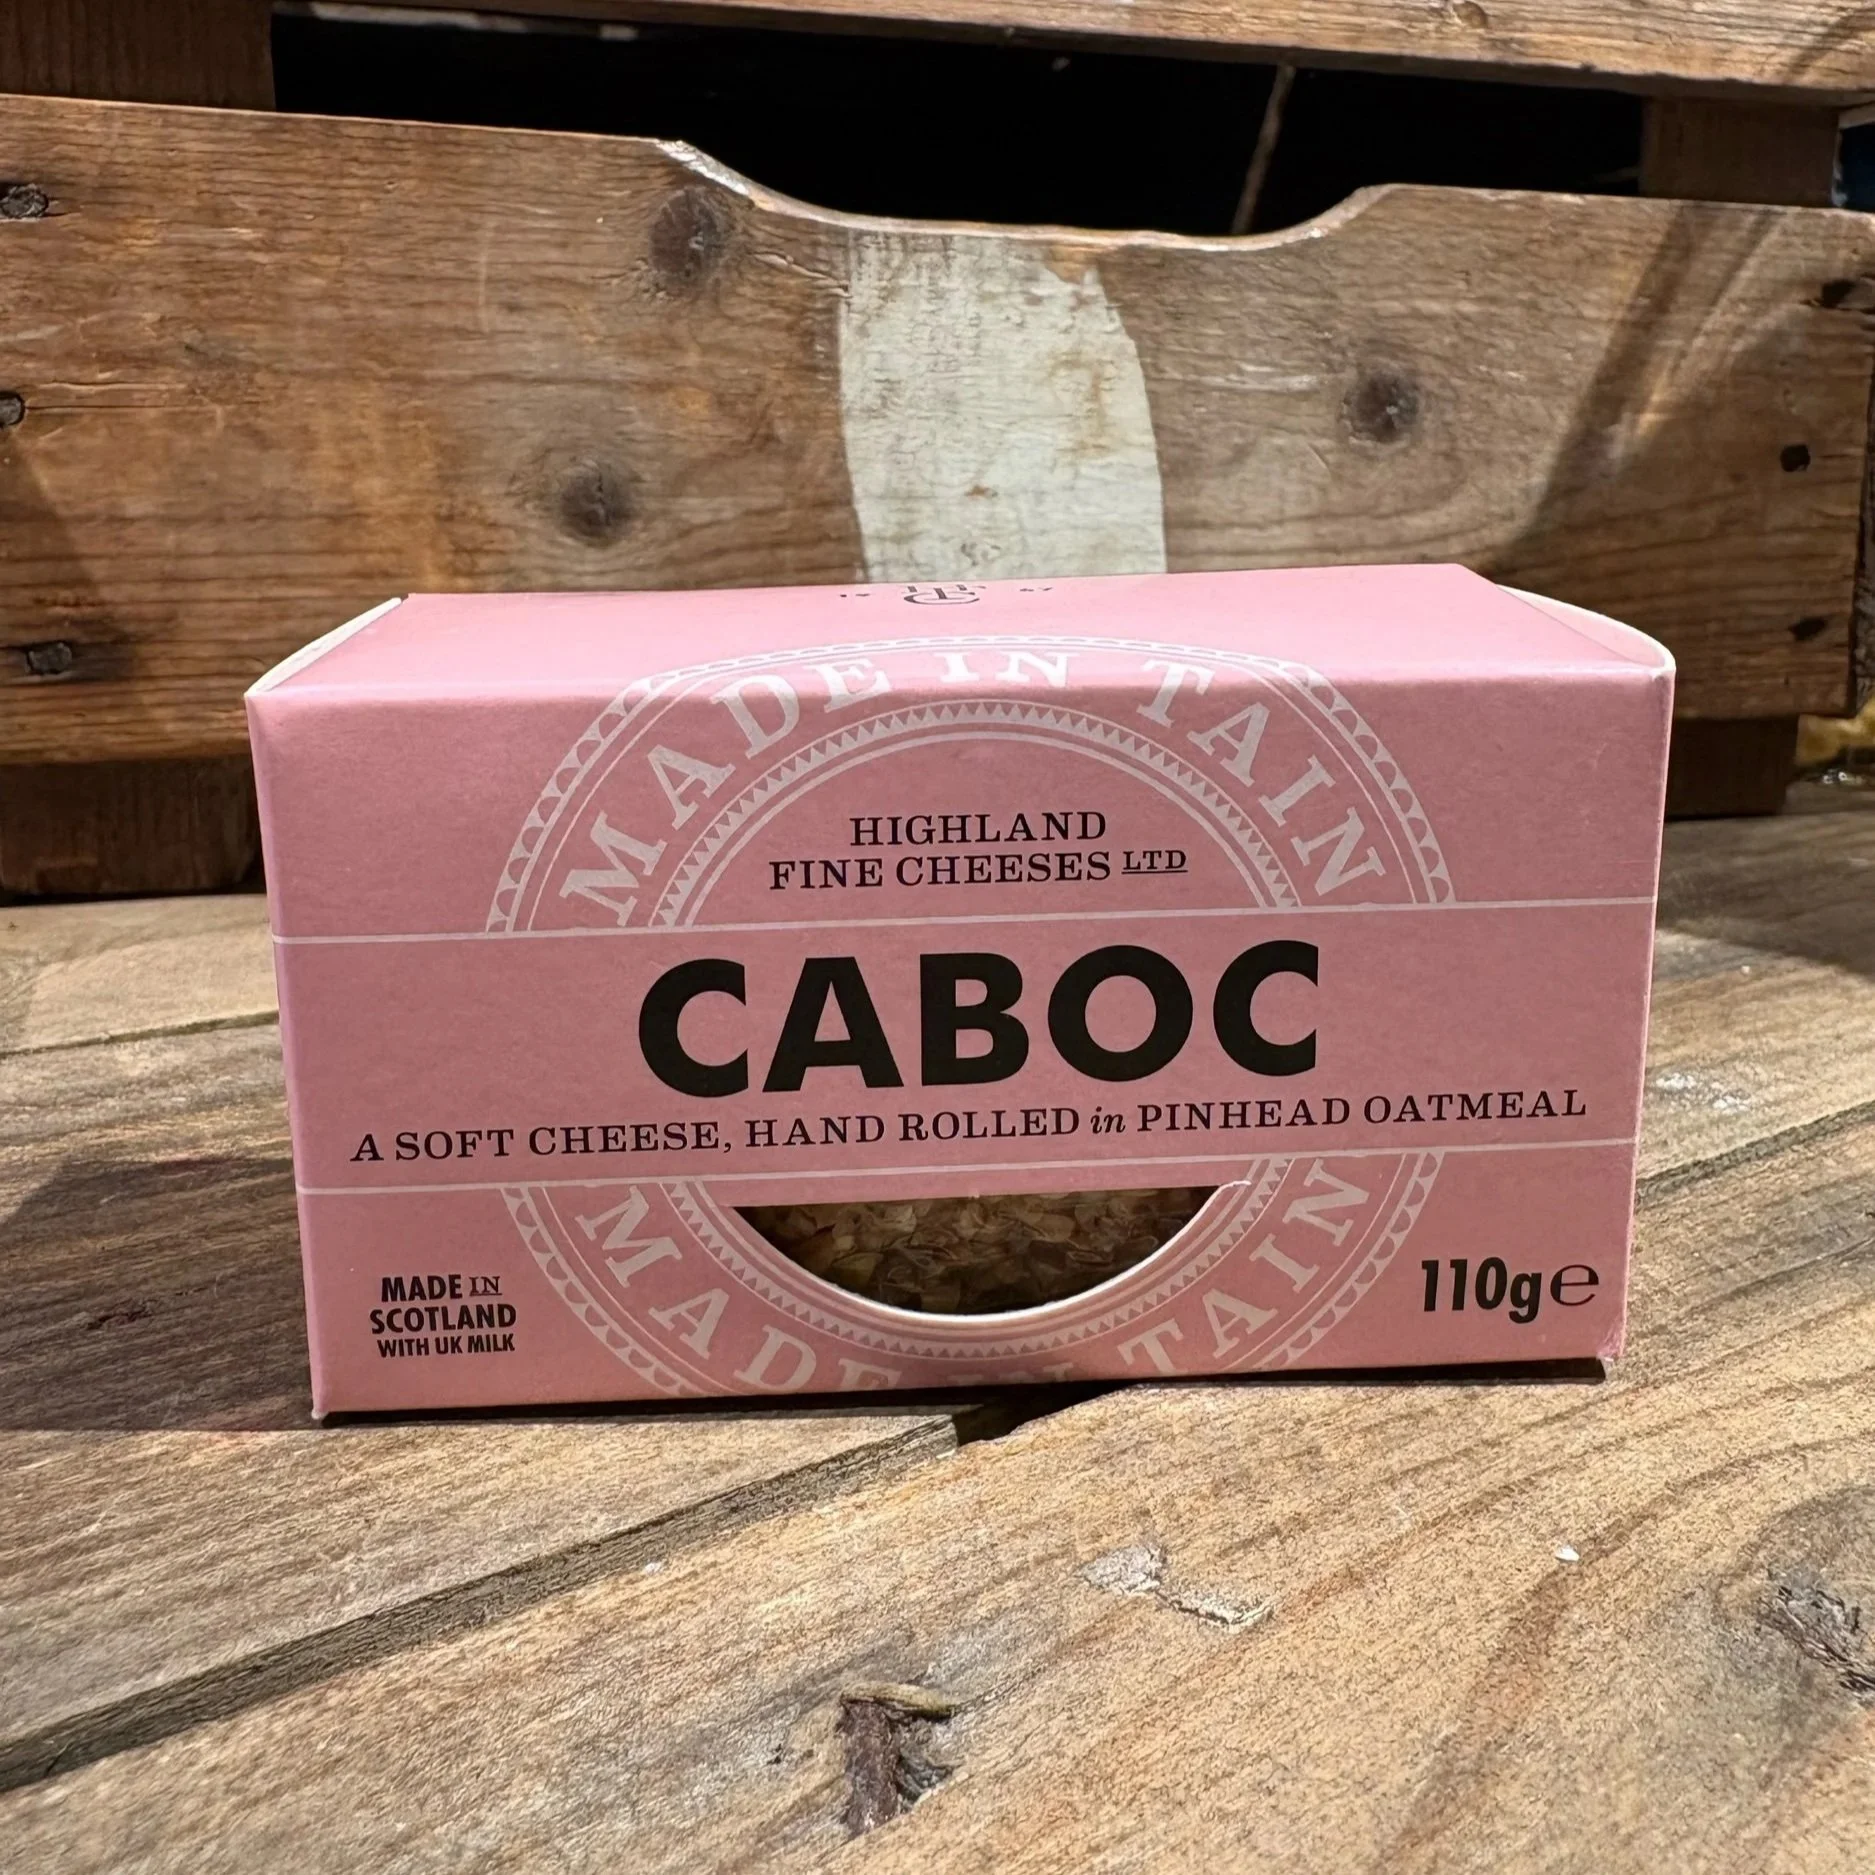 MADE IN TAIN
HIGHLAND
FINE CHEESES LTD
CABOC
A SOFT CHEESE, HAND ROLLED in PINHEAD OATMEAL
MADE IN TAIN
MADE IN
SCOTLAND
WITH UK MILK
110g e